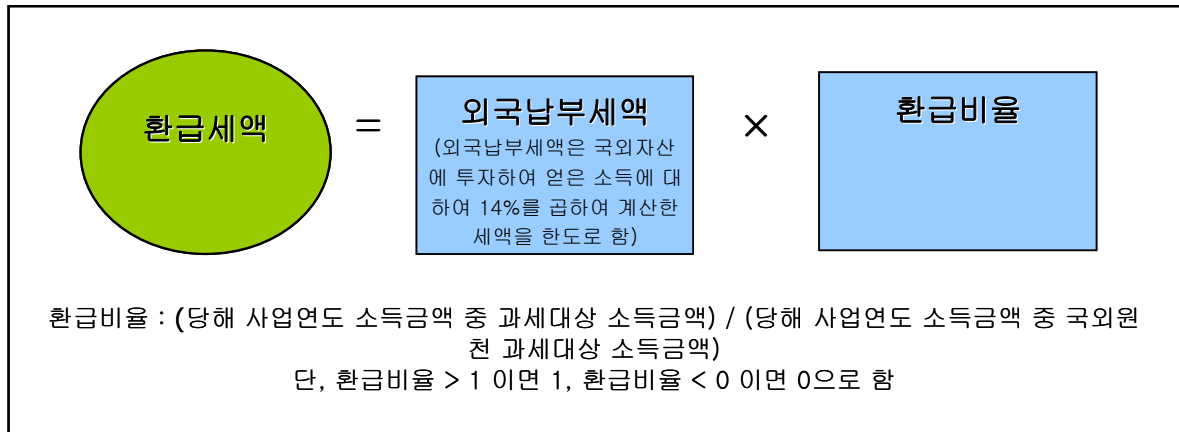 환급세액
=
외국납부세액
(외국납부세액은 국외자산
에 투자하여 얻은 소득에 대
하여 14%를 곱하여 계산한
세액을 한도로 함)
×
환급비율
환급비율 : (당해 사업연도 소득금액 중 과세대상 소득금액) / (당해 사업연도 소득금액 중 국외원
천 과세대상 소득금액)
단, 환급비율 > 1 이면 1, 환급비율 < 0 이면 0으로 함